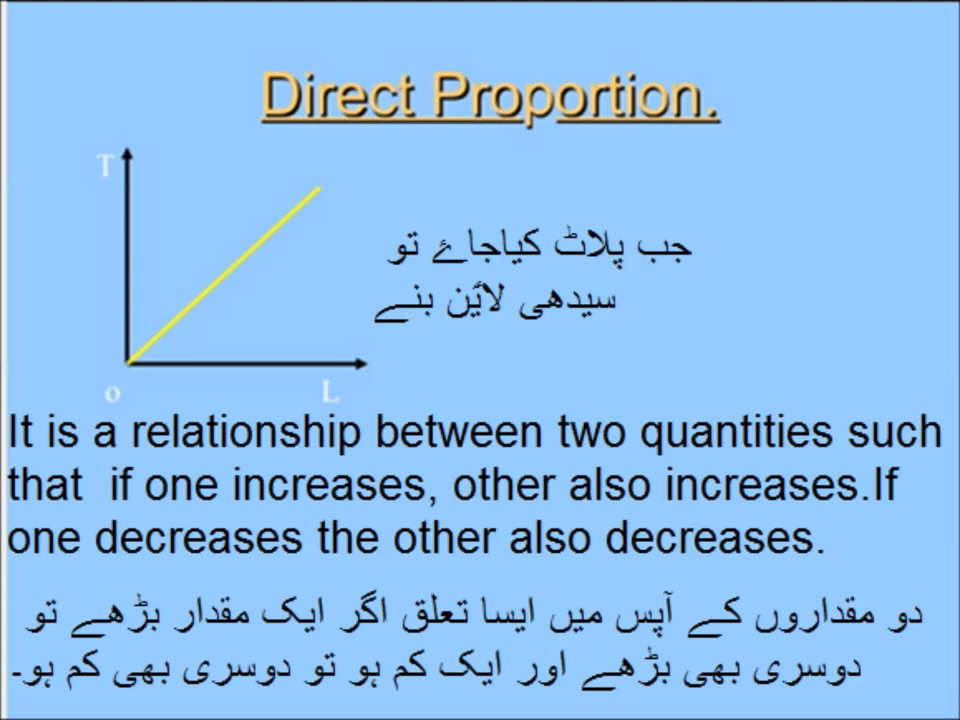 Direct Proportion.
T
جب پلاٹ کیاجاۓ تو
سیدھی لایٔن بنے
o
L
It is a relationship between two quantities such
that  if one increases, other also increases.If
one decreases the other also decreases.
دو مقداروں کے آپس میں ایسا تعلق اگر ایک مقدار بڑھے تو
دوسری بھی بڑھے اور ایک کم ہو تو دوسری بھی کم ہو۔